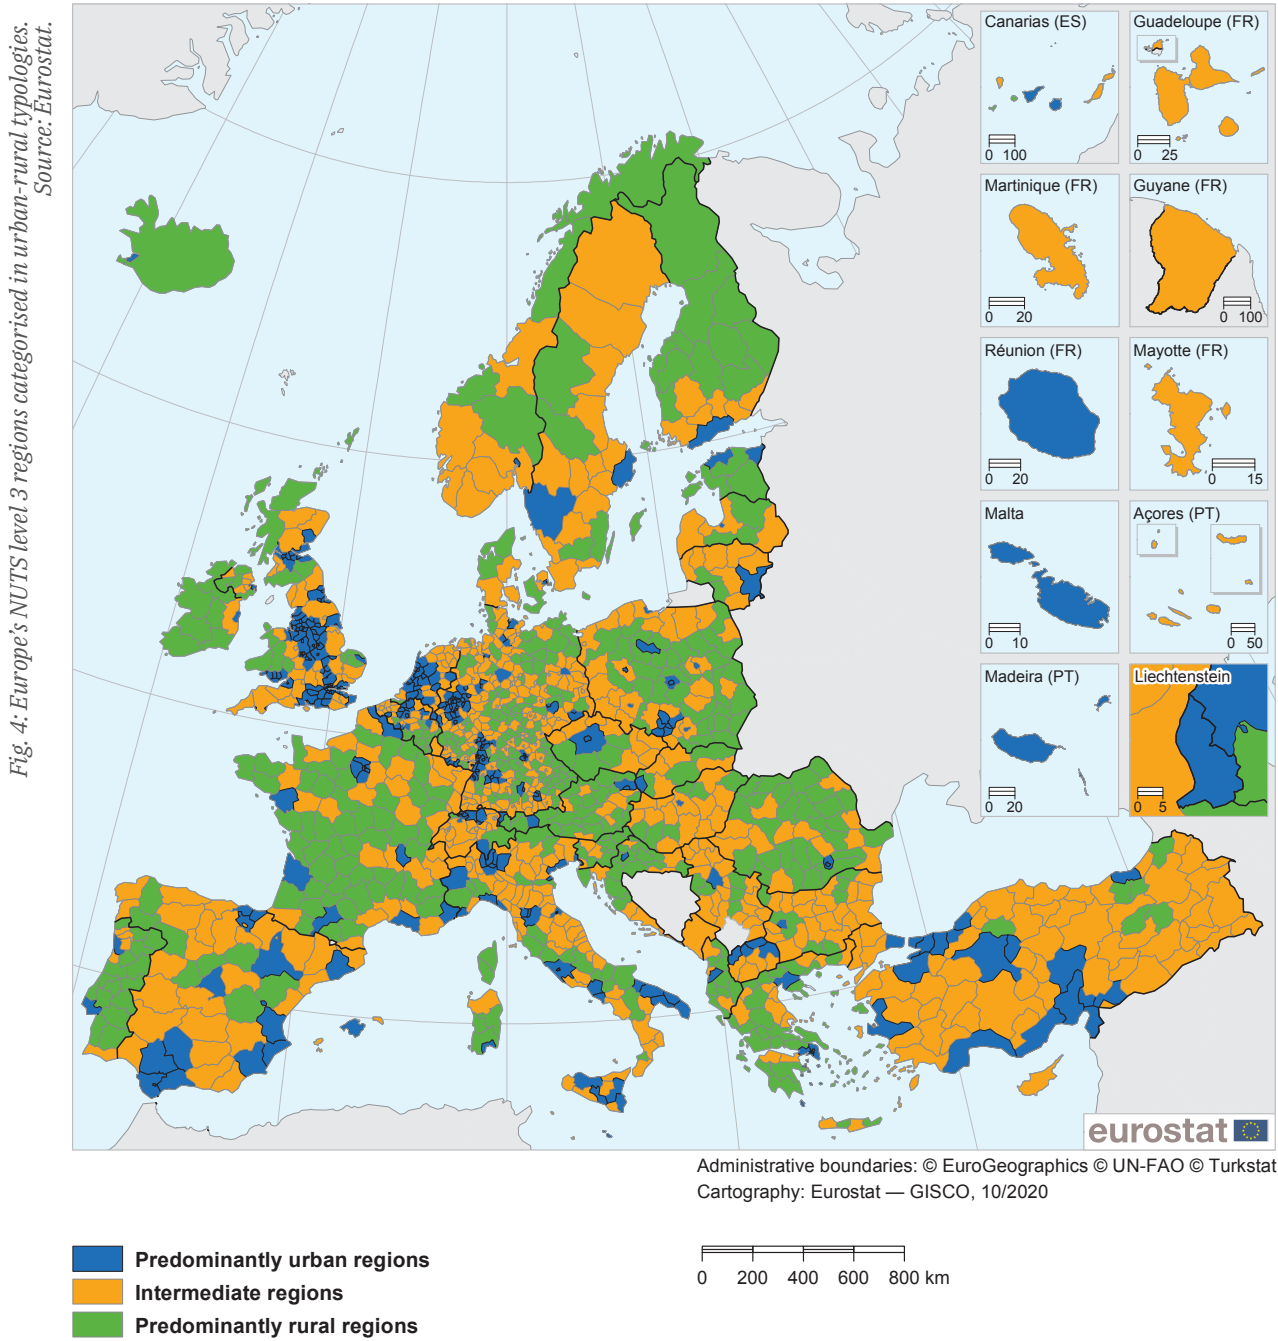 Fig. 4: Europe's NUTS level 3 regions categorised in urban-rural typologies.
Source: Eurostat.
Canarias (ES)
0 100
Guadeloupe (FR)
0 25
Martinique (FR)
0 20
Guyane (FR)
0 100
Réunion (FR)
0 20
Mayotte (FR)
0 15
Malta
0 10
Açores (PT)
0 50
Madeira (PT)
0 20
Liechtenstein
0 5
eurostat
Administrative boundaries: © EuroGeographics © UN-FAO © Turkstat
Cartography: Eurostat — GISCO, 10/2020
Predominantly urban regions
Intermediate regions
Predominantly rural regions
0 200 400 600 800 km